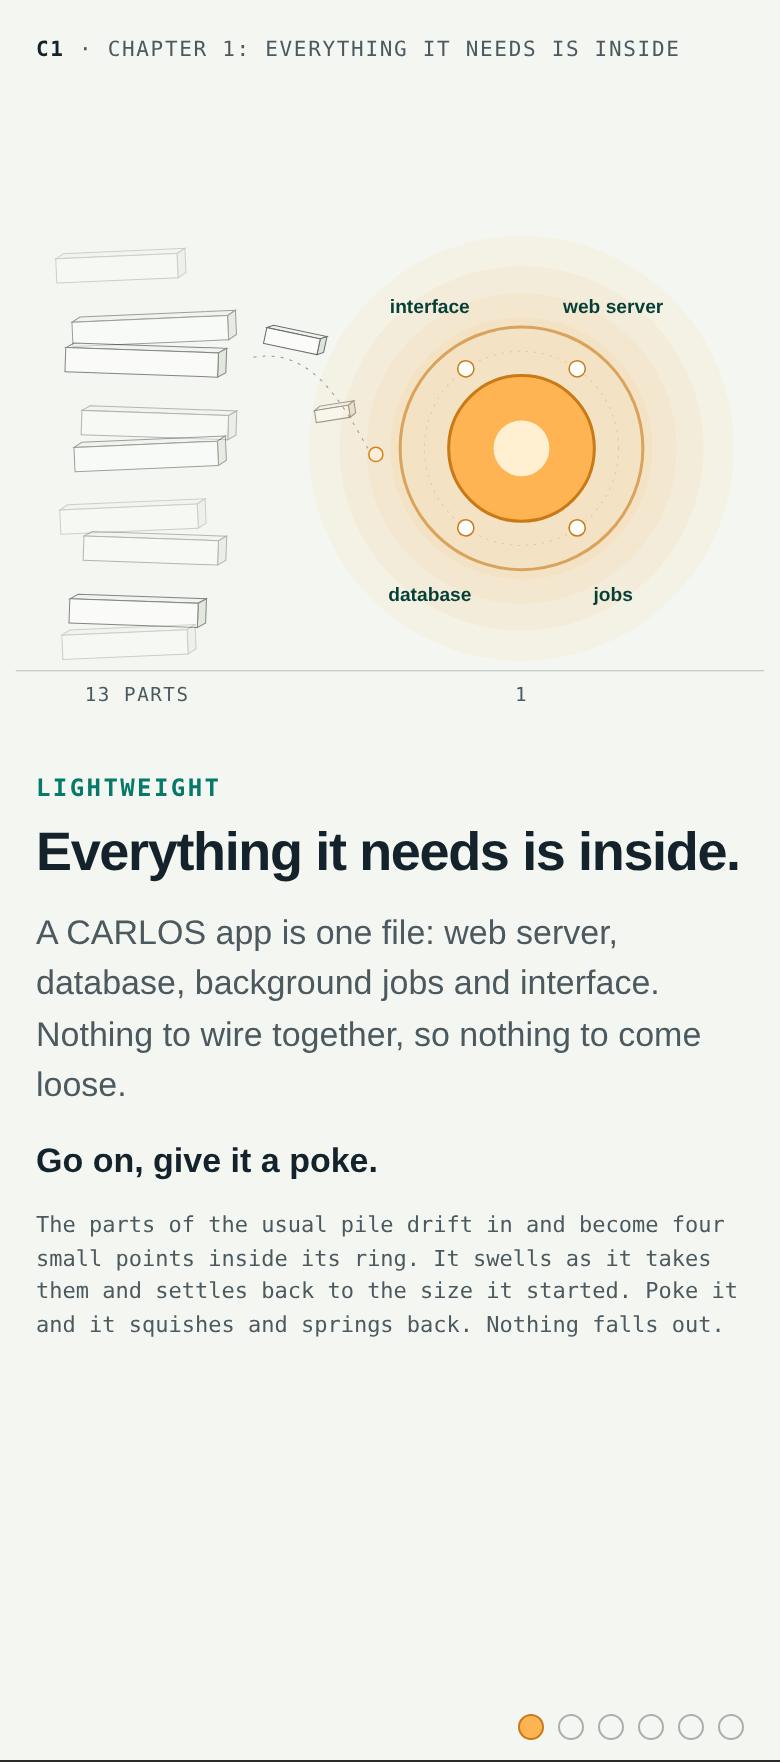 C1 · CHAPTER 1: EVERYTHING IT NEEDS IS INSIDE
interface
web server
database
jobs
13 PARTS
1
LIGHTWEIGHT
Everything it needs is inside.
A CARLOS app is one file: web server,
database, background jobs and interface.
Nothing to wire together, so nothing to come
loose.
Go on, give it a poke.
The parts of the usual pile drift in and become four
small points inside its ring. It swells as it takes
them and settles back to the size it started. Poke it
and it squishes and springs back. Nothing falls out.